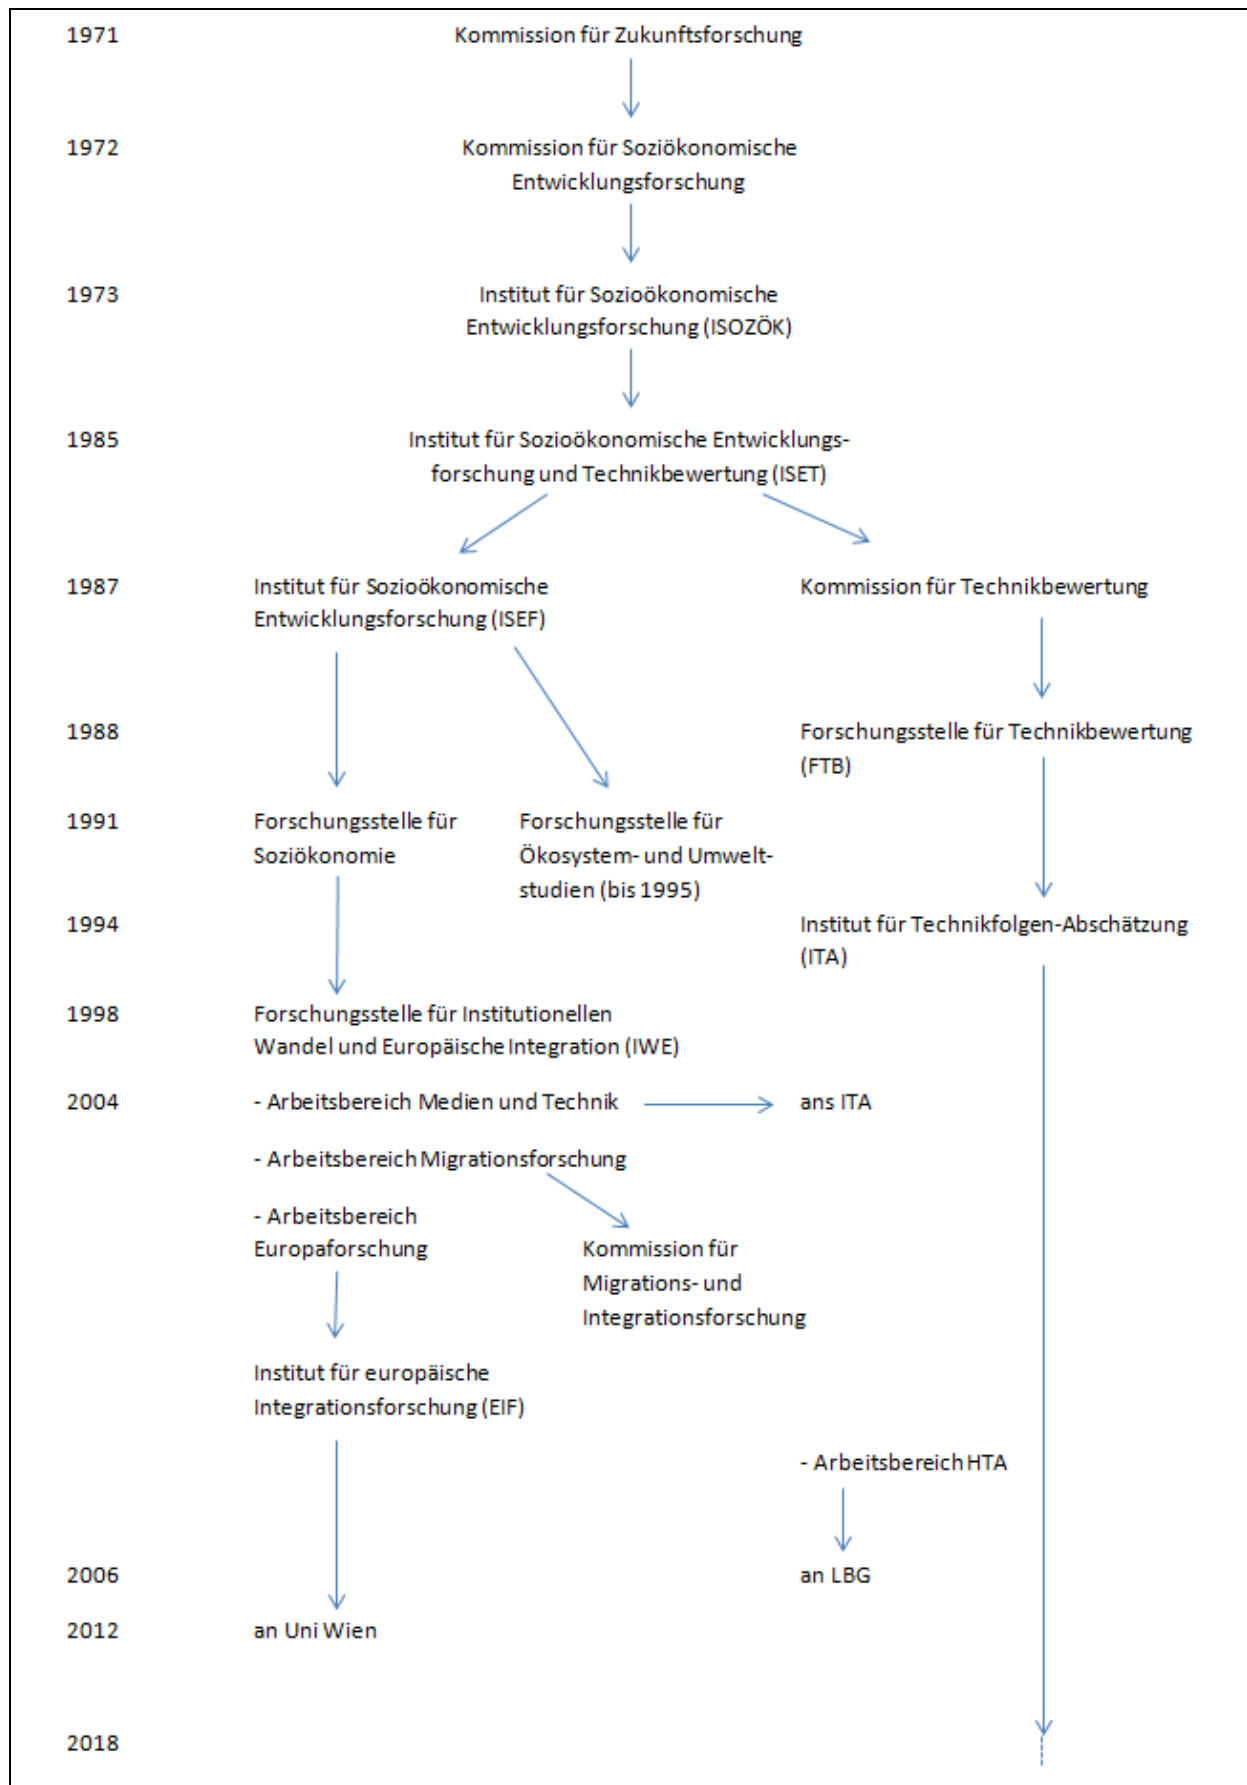 1971 Kommission für Zukunftsforschung
1972 Kommission für Soziökonomische
Entwicklungsforschung
1973 Institut für Sozioökonomische
Entwicklungsforschung (ISOZÖK)
1985 Institut für Sozioökonomische Entwicklungs-
forschung und Technikbewertung (ISET)
1987 Institut für Sozioökonomische
Entwicklungsforschung (ISEF)
Kommission für Technikbewertung
1988 Forschungsstelle für Technikbewertung
(FTB)
1991 Forschungsstelle für
Soziökonomie
Forschungsstelle für
Ökosystem- und Umwelt-
studien (bis 1995)
1994 Institut für Technikfolgen-Abschätzung
(ITA)
1998 Forschungsstelle für Institutionellen
Wandel und Europäische Integration (IWE)
2004 - Arbeitsbereich Medien und Technik ans ITA
- Arbeitsbereich Migrationsforschung
- Arbeitsbereich
Europaforschung
Kommission für
Migrations- und
Integrationsforschung
Institut für europäische
Integrationsforschung (EIF)
- Arbeitsbereich HTA
2006 an LBG
2012 an Uni Wien
2018